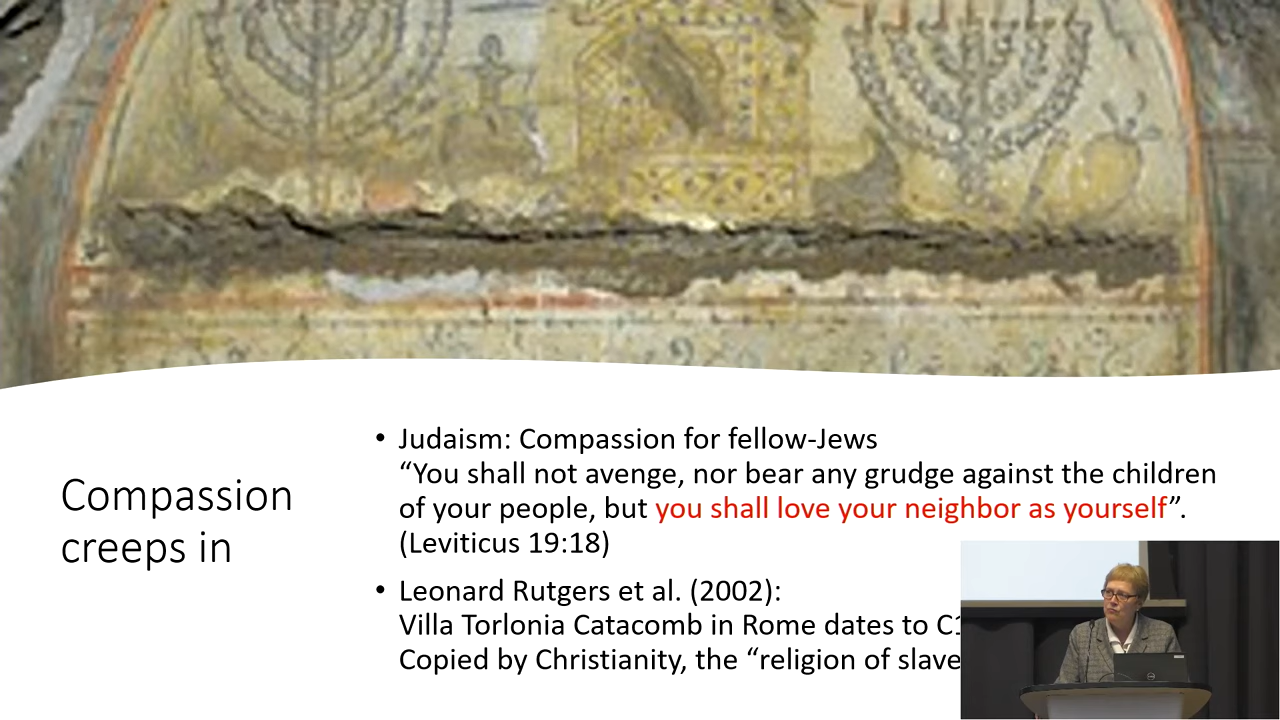 Compassion
creeps in
• Judaism: Compassion for fellow-Jews
“You shall not avenge, nor bear any grudge against the children
of your people, but you shall love your neighbor as yourself”.
(Leviticus 19:18)
• Leonard Rutgers et al. (2002):
Villa Torlonia Catacomb in Rome dates to
Copied by Christianity, the “religion of